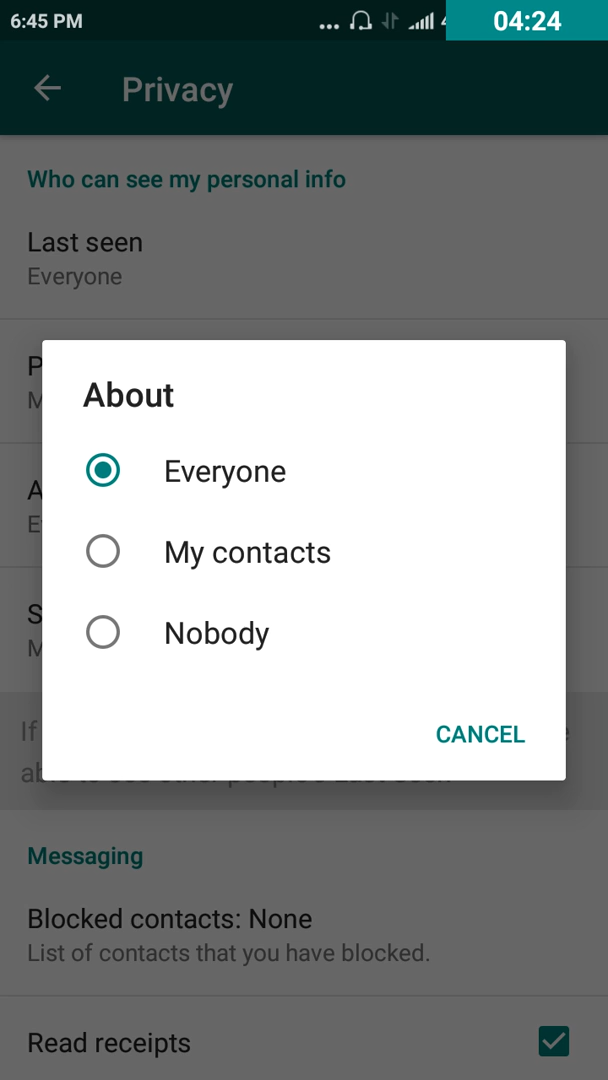 6:45 PM
04:24
Privacy
Who can see my personal info
Last seen
Everyone
About
Everyone
My contacts
Nobody
CANCEL
If
Messaging
Blocked contacts: None
List of contacts that you have blocked.
Read receipts